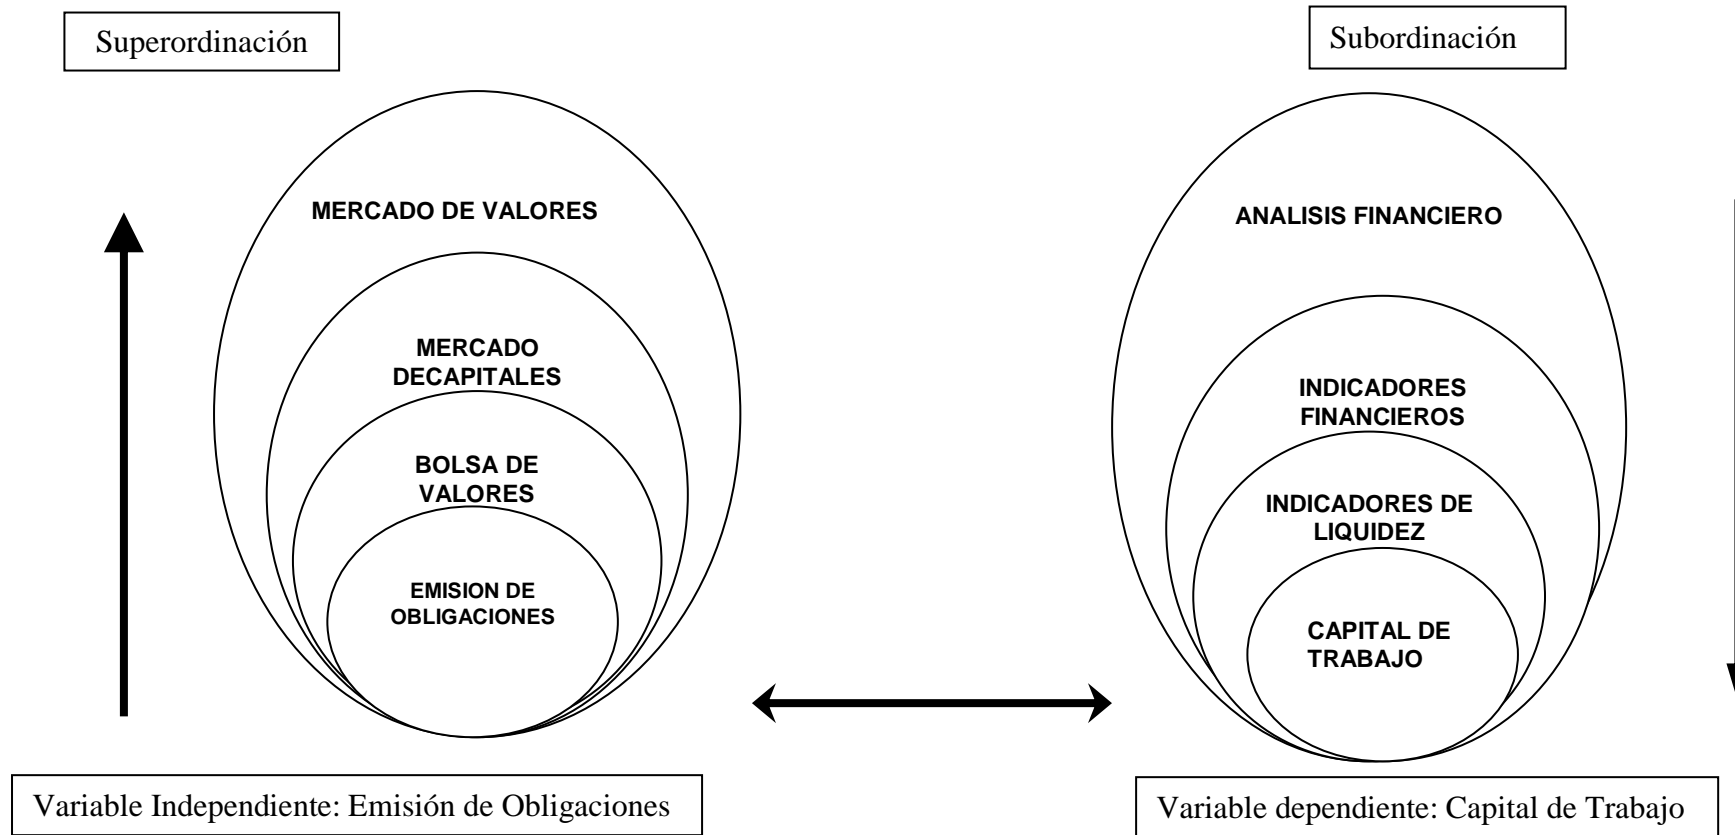 Superordinación
Subordinación
MERCADO DE VALORES
MERCADO
DECAPITALES
BOLSA DE
VALORES
EMISION DE
OBLIGACIONES
ANALISIS FINANCIERO
INDICADORES
FINANCIEROS
INDICADORES DE
LIQUIDEZ
CAPITAL DE
TRABAJO
Variable Independiente: Emisión de Obligaciones
Variable dependiente: Capital de Trabajo